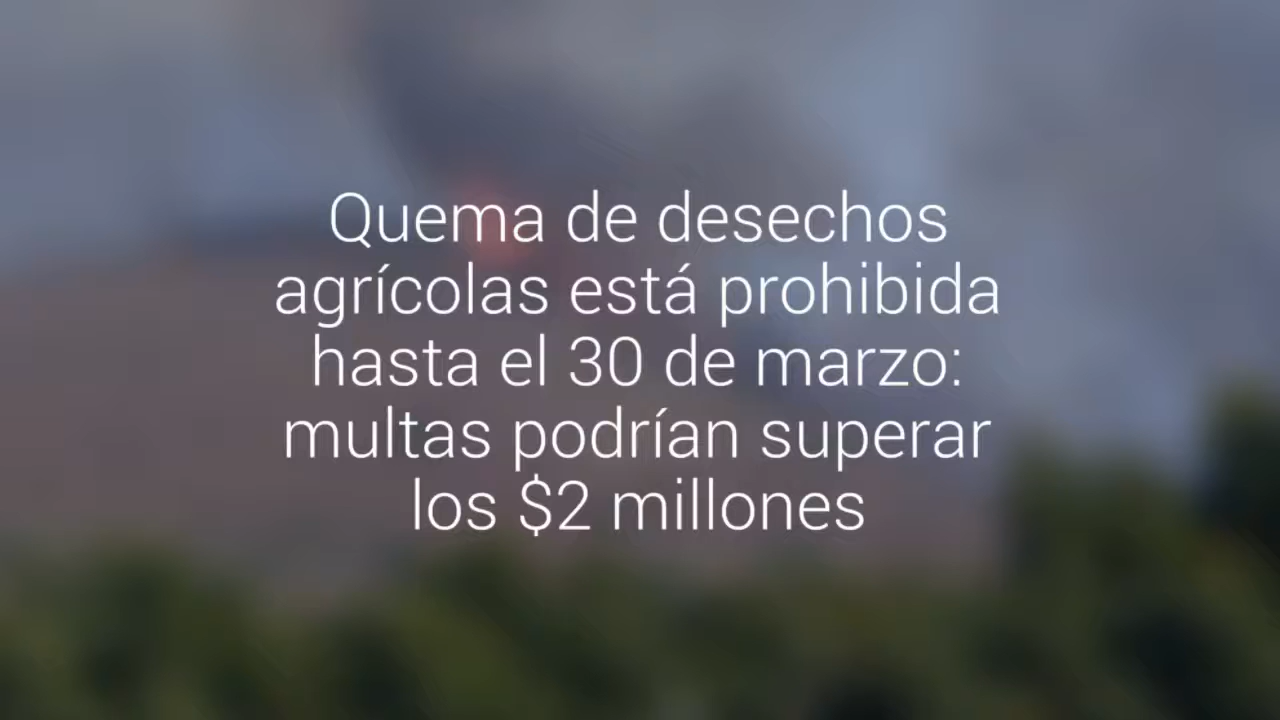 Quema de desechos
agrícolas está prohibida
hasta el 30 de marzo:
multas podrían superar
los $2 millones